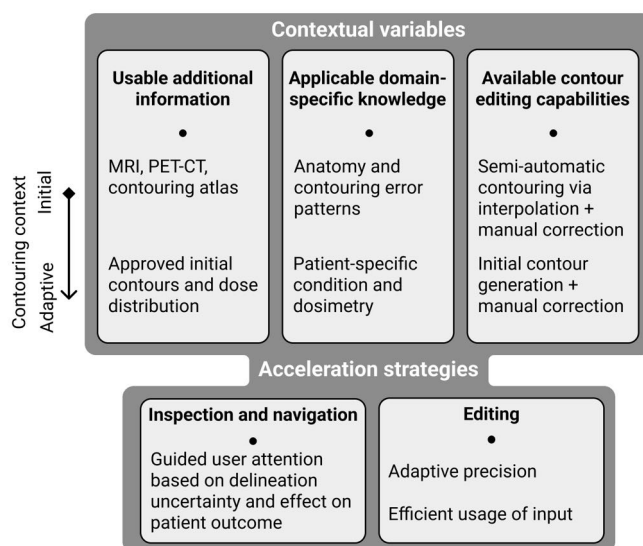 Contextual variables
Usable additional
information
MRI, PET-CT,
contouring atlas
Approved initial
contours and dose
distribution
Applicable domain-
specific knowledge
Anatomy and
contouring error
patterns
Patient-specific
condition and
dosimetry
Available contour
editing capabilities
Semi-automatic
contouring via
interpolation +
manual correction
Initial contour
generation +
manual correction
Contouring context
Initial
Adaptive
Acceleration strategies
Inspection and navigation
Guided user attention
based on delineation
uncertainty and effect on
patient outcome
Editing
Adaptive precision
Efficient usage of input